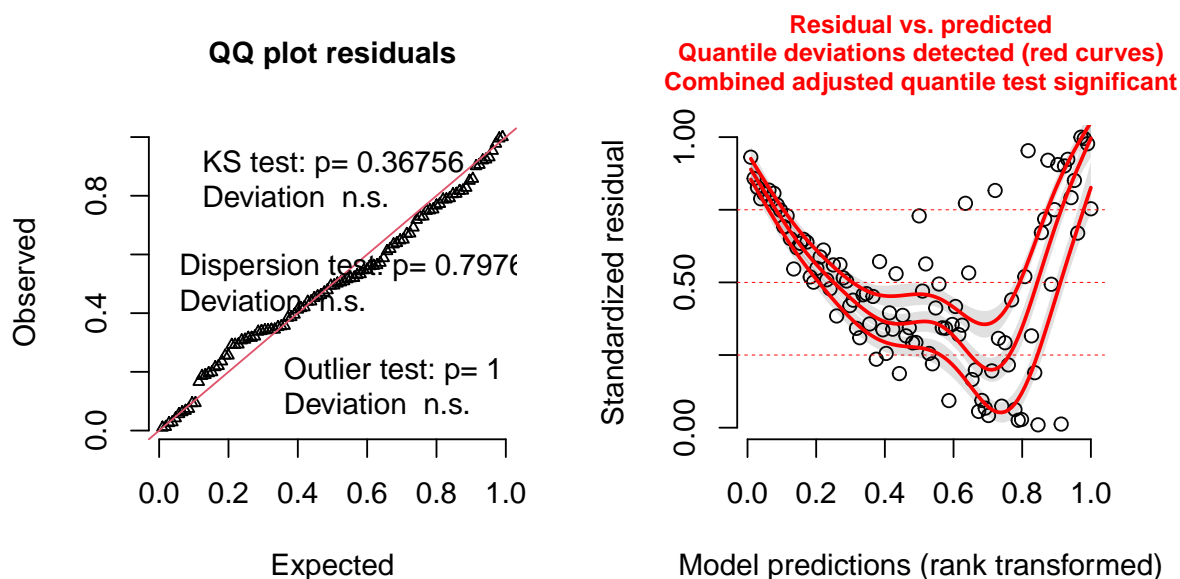 QQ plot residuals
KS test: p= 0.36756
Deviation n.s.
Dispersion test: p= 0.7976
Deviation n.s.
Outlier test: p= 1
Deviation n.s.
Observed
0.0
0.4
0.8
0.0 0.2 0.4 0.6 0.8 1.0
Expected
Residual vs. predicted
Quantile deviations detected (red curves)
Combined adjusted quantile test significant
Standardized residual
1.00
0.50
0.00
0.0 0.2 0.4 0.6 0.8 1.0
Model predictions (rank transformed)